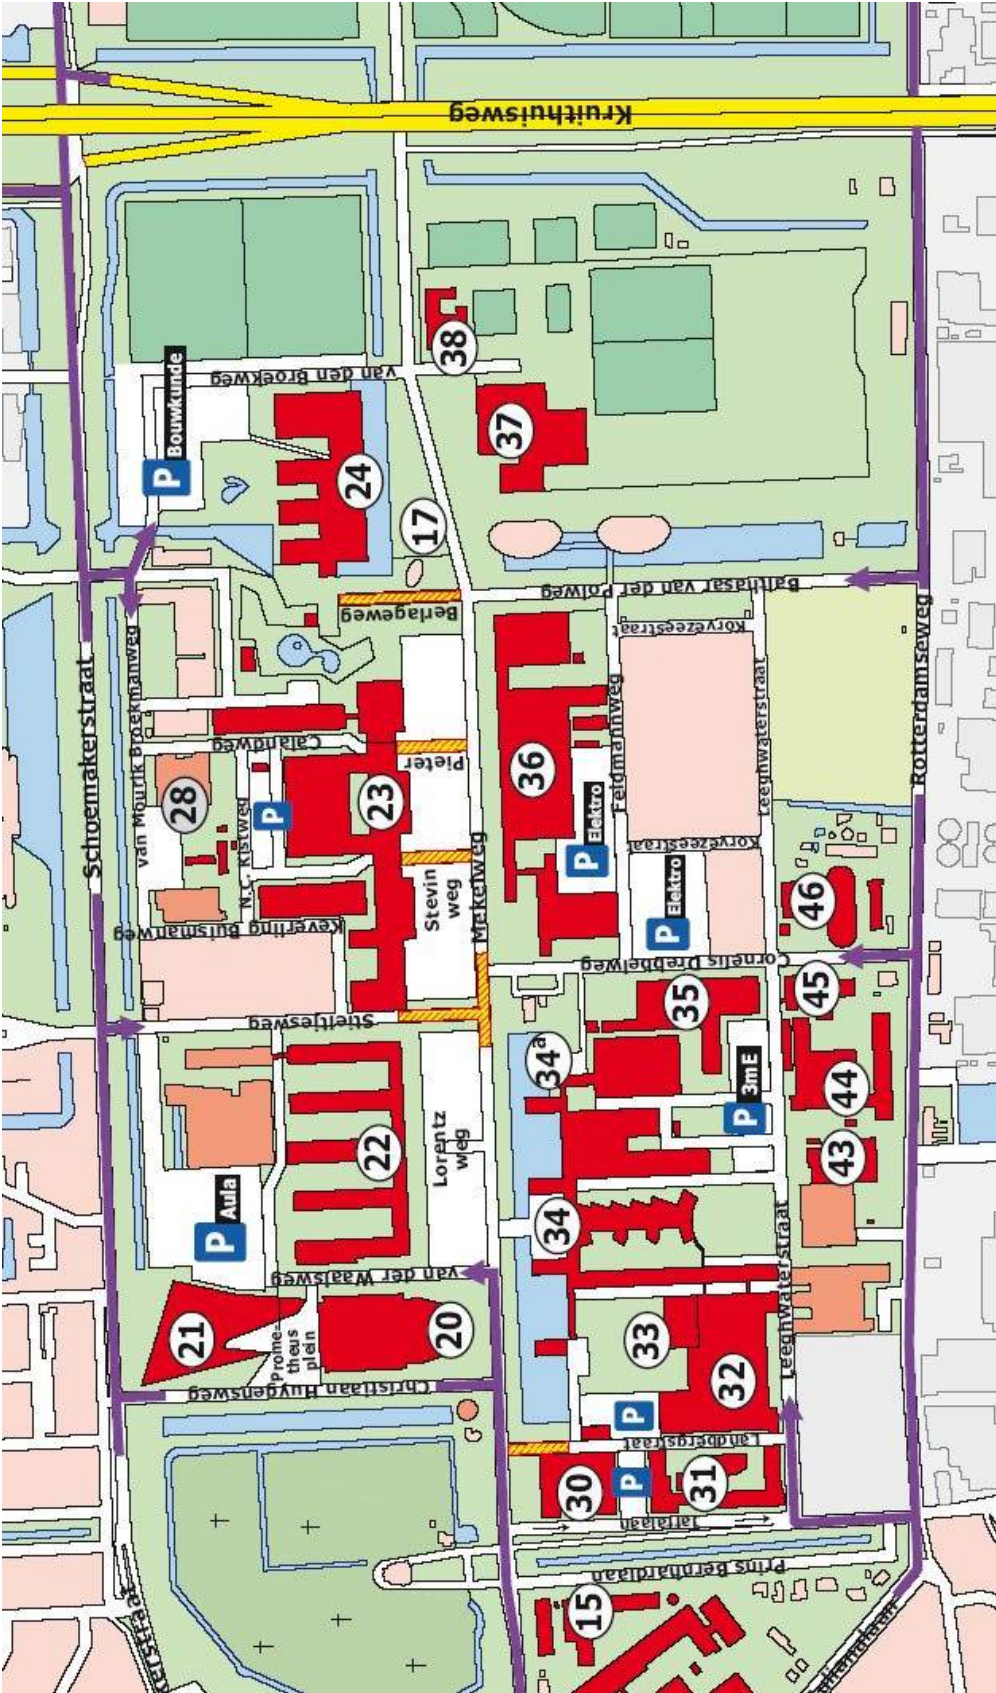 Kruithuisweg
38
van den Broekweg
P Bouwkunde
37
24
17
Balthasar van der Polweg
Berlageweg
Korvezeestraat
Schoemakerstraat
van Mourik Broekmanweg
Rotterdamseweg
Leeghwaterstraat
Feldmannweg
Calandweg
Pieter
28
P
23
36
N.C. Kistweg
P Elektro
Korvezeestraat
Stevin
weg
Mekelweg
P Elektro
46
Keverling Buismanweg
Cornelis Drebbelweg
Stieltjesweg
35
45
34a
44
P 3mE
22
Lorentz
weg
43
P Aula
34
van der Waalsweg
Leeghwaterstraat
21
Prome-
theus
plein
20
33
32
Christiaan Huygensweg
P
Landbergstraat
30
P
31
Jaffalaan
Prins Bernhardlaan
15